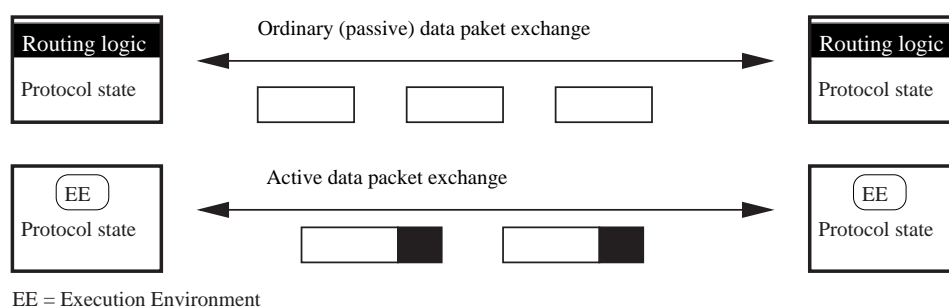 Ordinary (passive) data paket exchange
Routing logic
Routing logic
Protocol state
Protocol state
Active data packet exchange
EE
EE
Protocol state
Protocol state
EE = Execution Environment